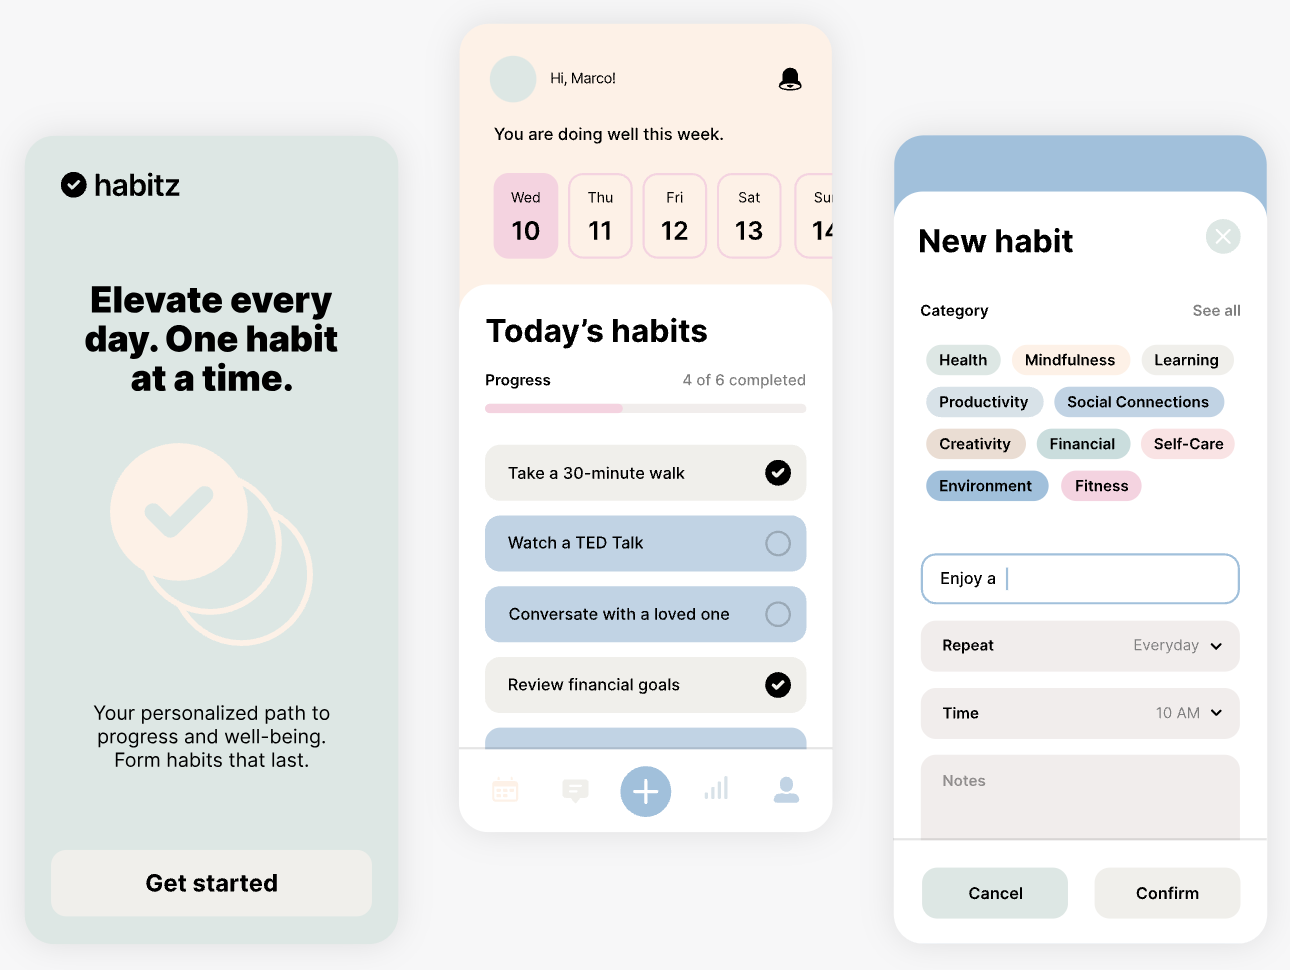 habitz
Elevate every
day. One habit
at a time.
Your personalized path to
progress and well-being.
Form habits that last.
Get started
Hi, Marco!
You are doing well this week.
Wed Thu Fri Sat Su
10 11 12 13 14
Today’s habits
Progress 4 of 6 completed
Take a 30-minute walk
Watch a TED Talk
Conversate with a loved one
Review financial goals
New habit
Category See all
Health Mindfulness Learning
Productivity Social Connections
Creativity Financial Self-Care
Environment Fitness
Enjoy a
Repeat Everyday
Time 10 AM
Notes
Cancel Confirm